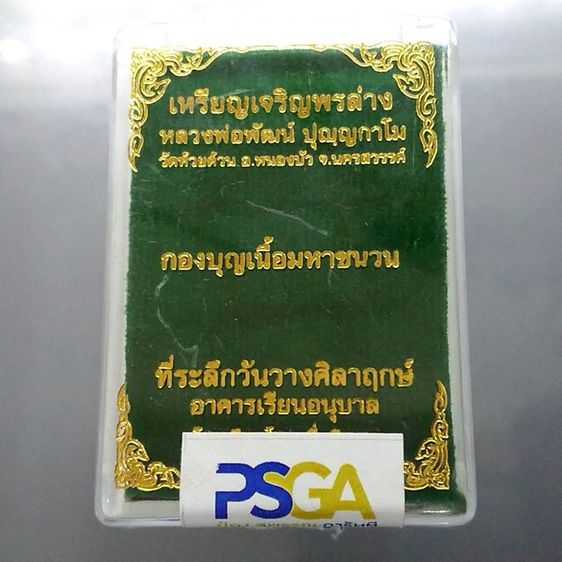 เหรียญเจริญพรล่าง
หลวงพ่อพัฒน์ ปุญฺญกาโม
วัดห้วยด้วน อ.หนองบัว จ.นครสวรรค์
กองบุญเนื้อมหาชนวน
ที่ระลึกวันวางศิลาฤกษ์
อาคารเรียนอนุบาล
PSGA